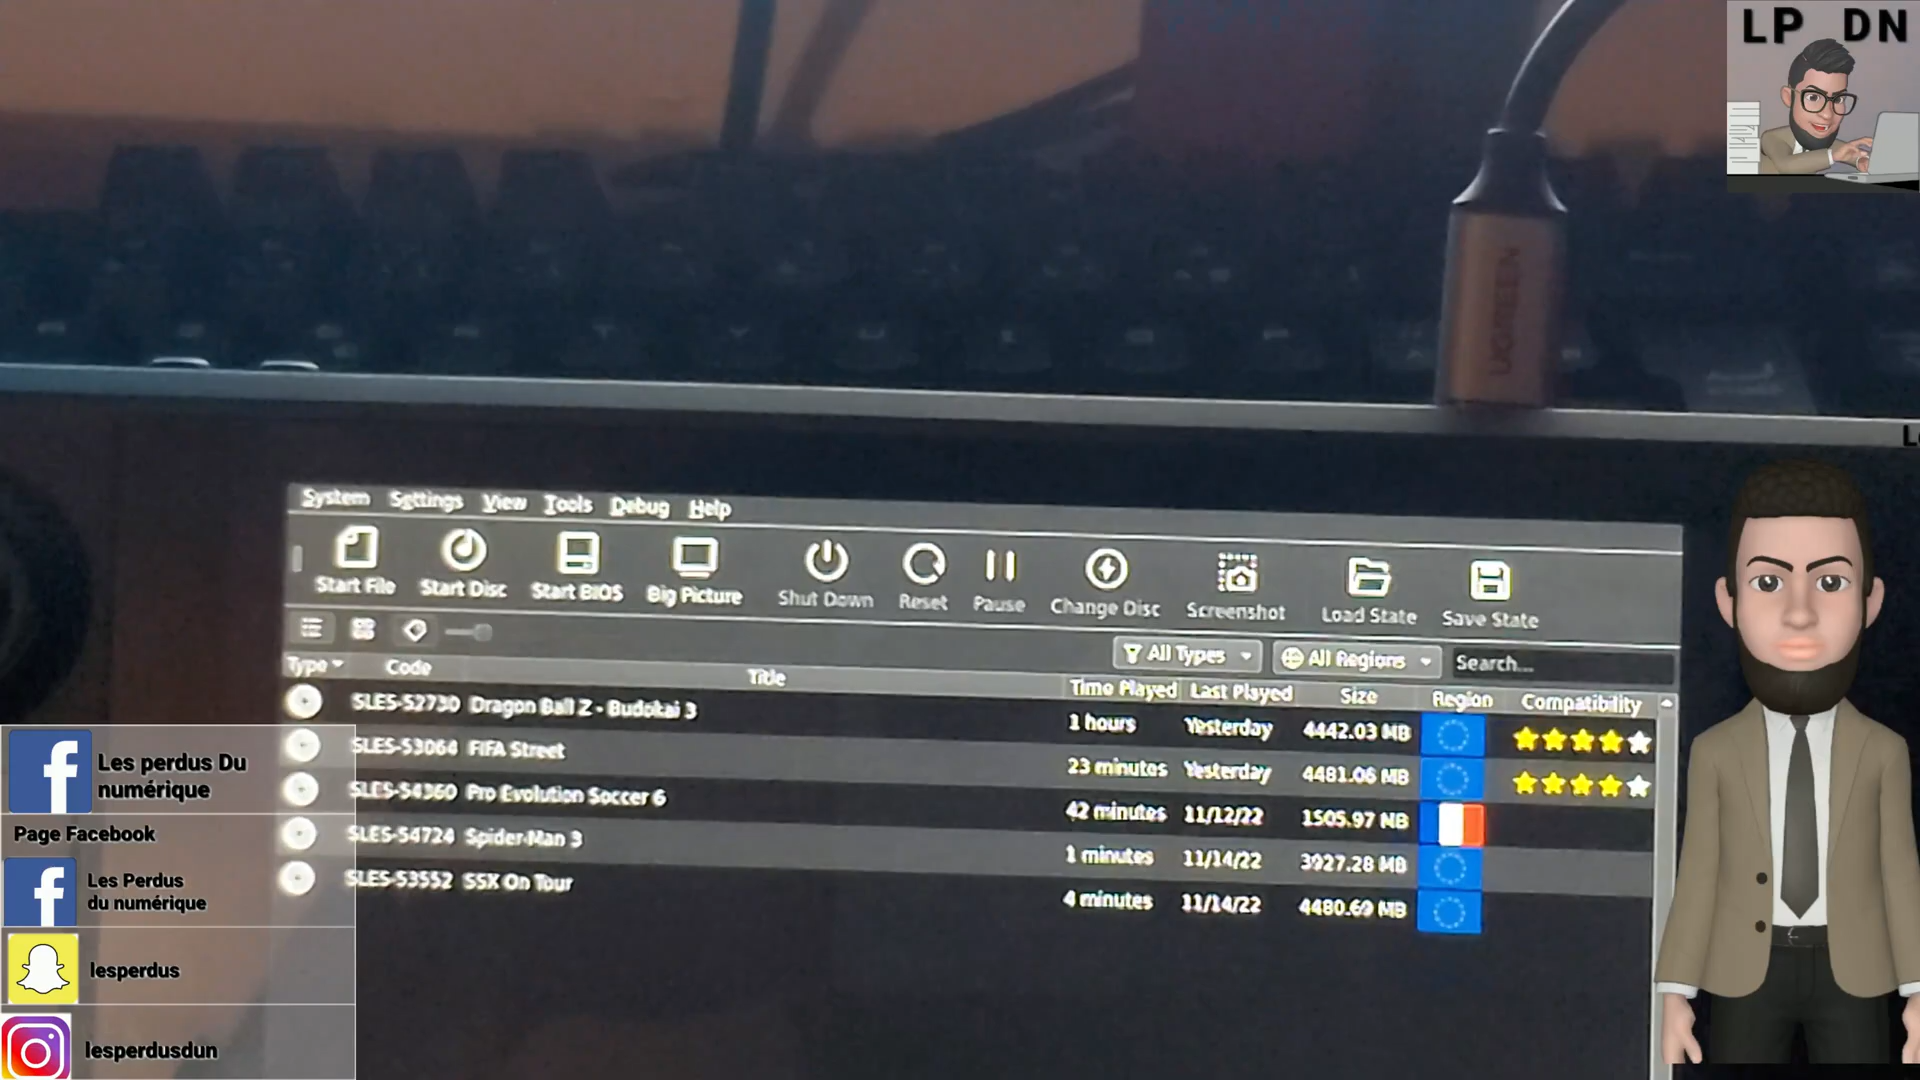 LP DN
UGREEN
System Settings View Tools Debug Help
Start File Start Disc Start BIOS Big Picture Shut Down Reset Pause Change Disc Screenshot Load State Save State
All Types All Regions Search...
Type Code Title Time Played Last Played Size Region Compatibility
SLES-52730 Dragon Ball Z - Budokai 3 1 hours Yesterday 4442.03 MB
SLES-53064 FIFA Street 23 minutes Yesterday 4481.06 MB
SLES-54360 Pro Evolution Soccer 6 42 minutes 11/12/22 1505.97 MB
SLES-54724 Spider-Man 3 1 minutes 11/14/22 3927.28 MB
SLES-53552 SSX On Tour 4 minutes 11/14/22 4480.69 MB
Les perdus Du
numérique
Page Facebook
Les Perdus
du numérique
lesperdus
lesperdusdun